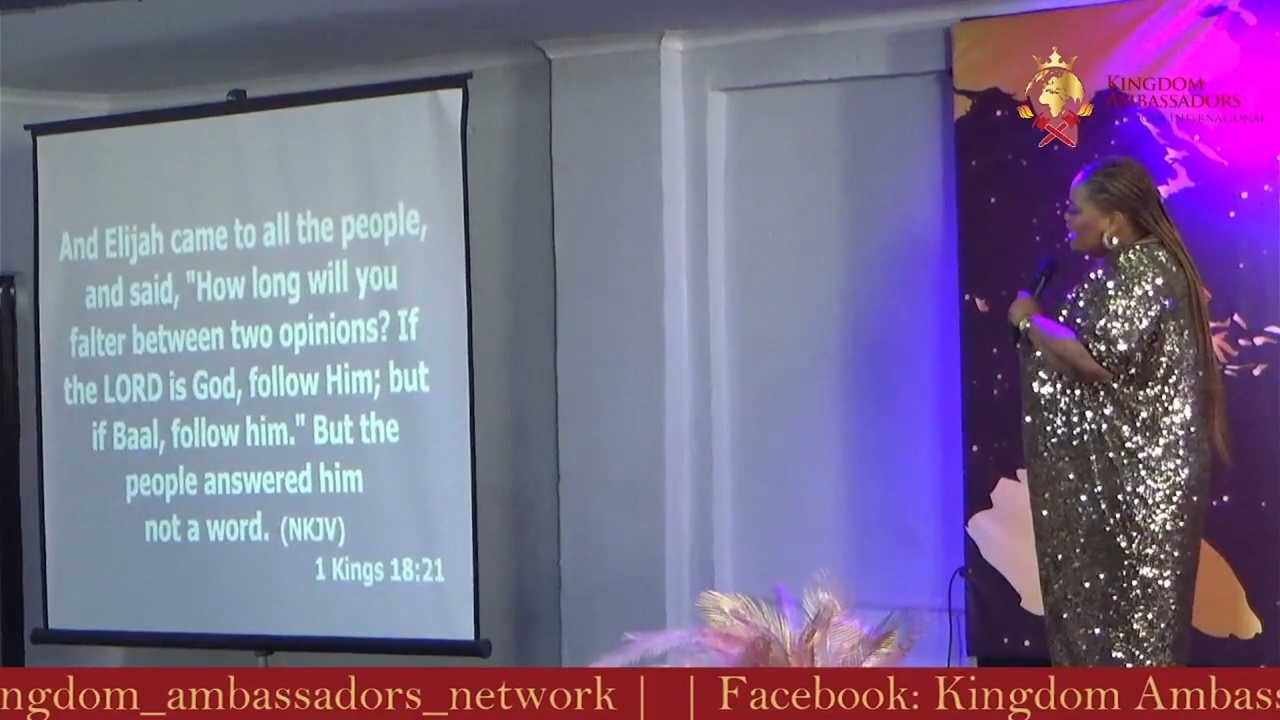 And Elijah came to all the people,
and said, "How long will you
falter between two opinions? If
the LORD is God, follow Him; but
if Baal, follow him." But the
people answered him
not a word. (NKJV)
1 Kings 18:21
KINGDOM
AMBASSADORS
INTERNATIONAL
ngdom_ambassadors_network | | Facebook: Kingdom Ambass